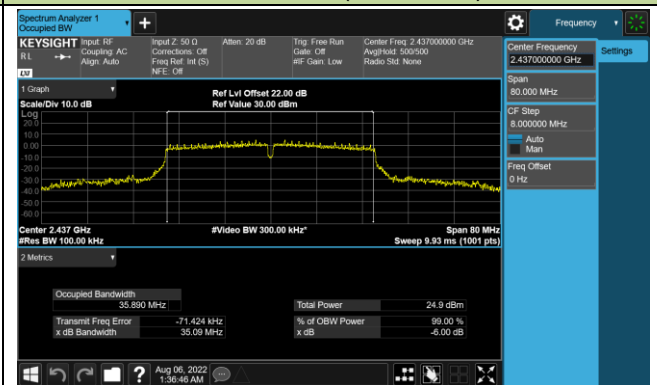 Spectrum Analyzer 1
Occupied BW
+
Frequency
KEYSIGHT
Input: RF
Coupling: AC
Align: Auto
Input Z: 50 Ω
Corrections: Off
Freq Ref: Int (S)
NFE: Off
Atten: 20 dB
Trig: Free Run
Gate: Off
#IF Gain: Low
Center Freq: 2.437000000 GHz
Avg|Hold: 500/500
Radio Std: None
R L
LXI
Center Frequency
2.437000000 GHz
Settings
Span
80.000 MHz
CF Step
8.000000 MHz
Auto
Man
Freq Offset
0 Hz
1 Graph
Scale/Div 10.0 dB
Ref Lvl Offset 22.00 dB
Ref Value 30.00 dBm
Log
20.0
10.0
0.00
-10.0
-20.0
-30.0
-40.0
-50.0
-60.0
Center 2.437 GHz
#Res BW 100.00 kHz
#Video BW 300.00 kHz*
Span 80 MHz
Sweep 9.93 ms (1001 pts)
2 Metrics
Occupied Bandwidth
35.890 MHz
Total Power 24.9 dBm
Transmit Freq Error -71.424 kHz
% of OBW Power 99.00 %
x dB Bandwidth 35.09 MHz
x dB -6.00 dB
?
Aug 06, 2022
1:36:46 AM